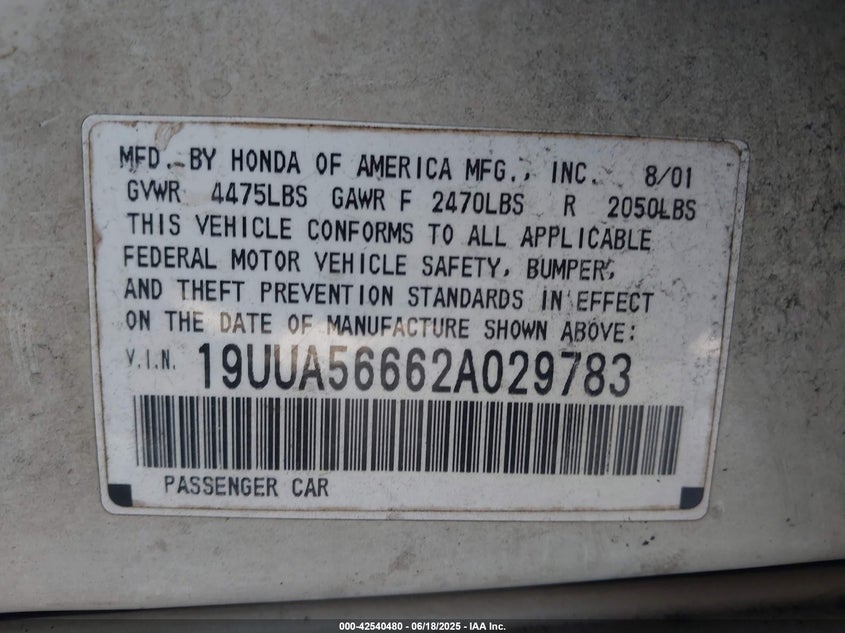 MFD. BY HONDA OF AMERICA MFG., INC. 8/01
GVWR 4475LBS GAWR F 2470LBS R 2050LBS
THIS VEHICLE CONFORMS TO ALL APPLICABLE
FEDERAL MOTOR VEHICLE SAFETY, BUMPER,
AND THEFT PREVENTION STANDARDS IN EFFECT
ON THE DATE OF MANUFACTURE SHOWN ABOVE:
V.I.N. 19UUA56662A029783
PASSENGER CAR
000-42540480 - 06/18/2025 - IAA Inc.